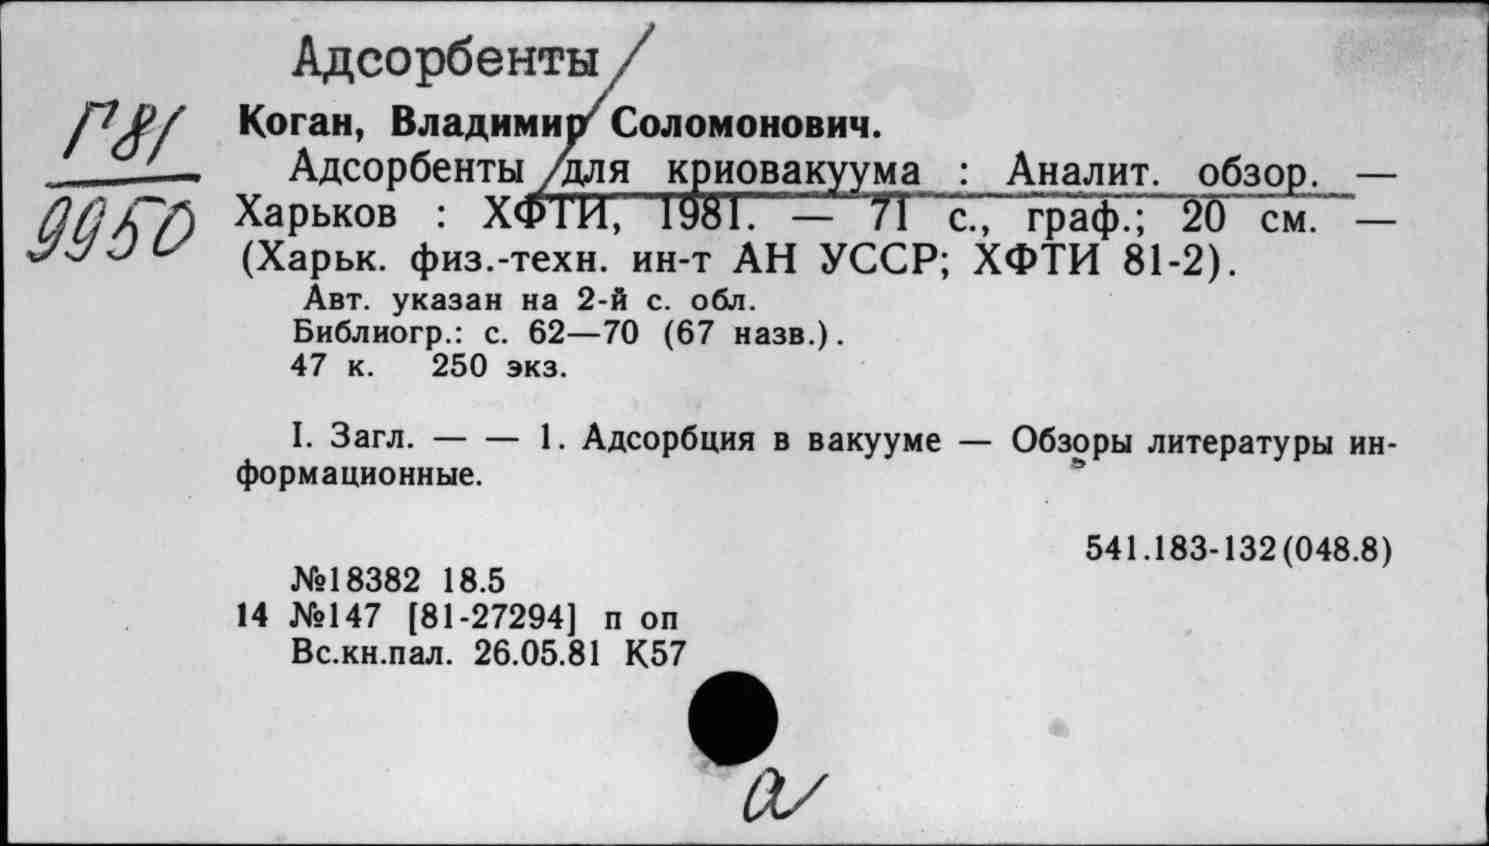 Адсорбенты /
Г81
9950
Коган, Владимир Соломонович.
Адсорбенты / для криовакуума : Аналит. обзор. —
Харьков : ХФТИ, 1981. — 71 с., граф.; 20 см. —
(Харьк. физ.-техн. ин-т АН УССР; ХФТИ 81-2).
Авт. указан на 2-й с. обл.
Библиогр.: с. 62—70 (67 назв.).
47 к. 250 экз.
I. Загл. — — 1. Адсорбция в вакууме — Обзоры литературы ин-
формационные.
541.183-132(048.8)
№18382 18.5
14 №147 [81-27294] п оп
Вс.кн.пал. 26.05.81 К57